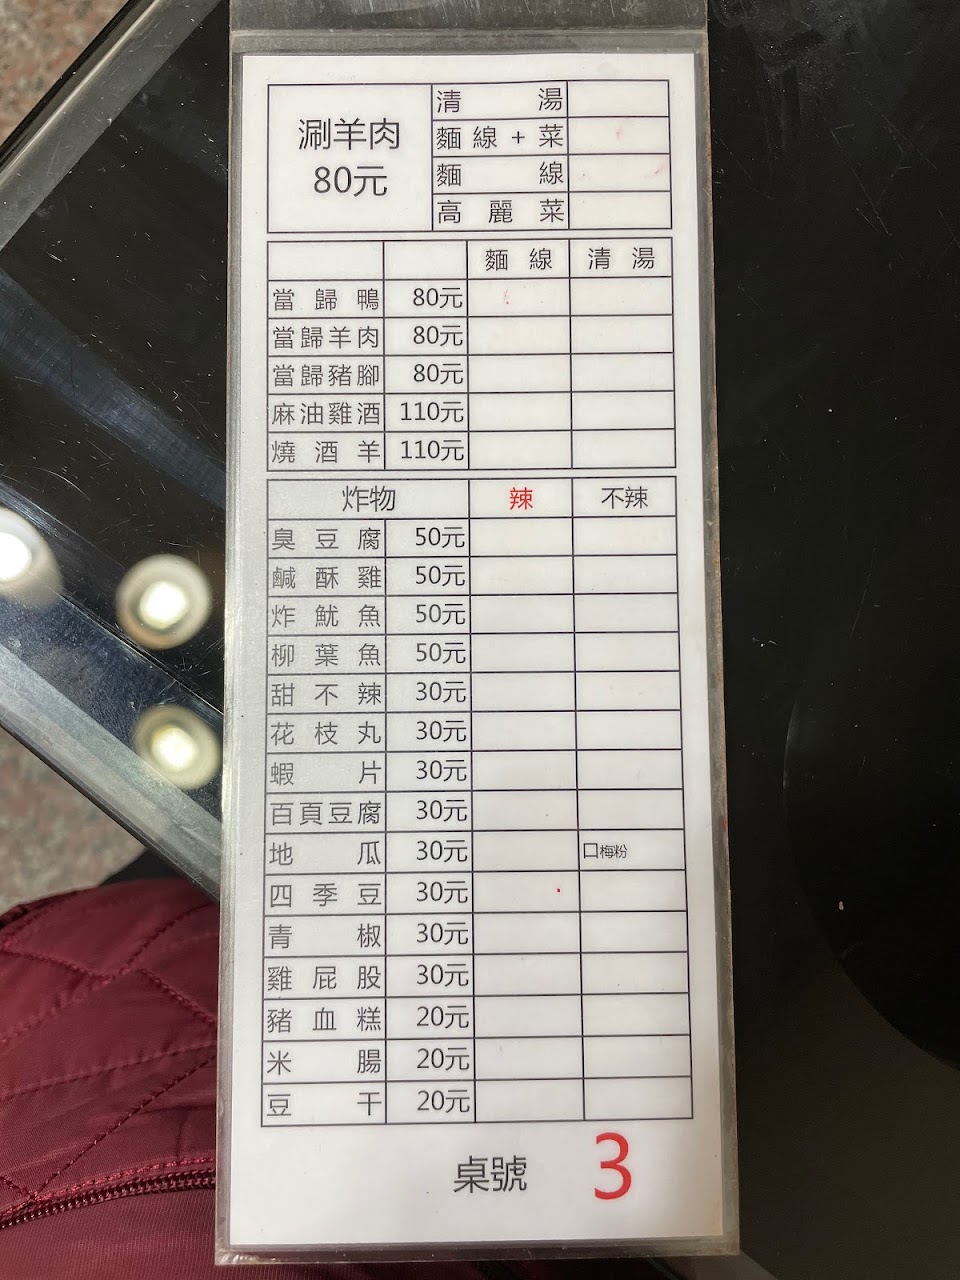 涮羊肉
80元
清湯
麵線+菜
麵線
高麗菜
麵線 清湯
當歸鴨 80元
當歸羊肉 80元
當歸豬腳 80元
麻油雞酒 110元
燒酒羊 110元
炸物 辣 不辣
臭豆腐 50元
鹹酥雞 50元
炸魷魚 50元
柳葉魚 50元
甜不辣 30元
花枝丸 30元
蝦片 30元
百頁豆腐 30元
地瓜 30元 口梅粉
四季豆 30元
青椒 30元
雞屁股 30元
豬血糕 20元
米腸 20元
豆干 20元
桌號 3